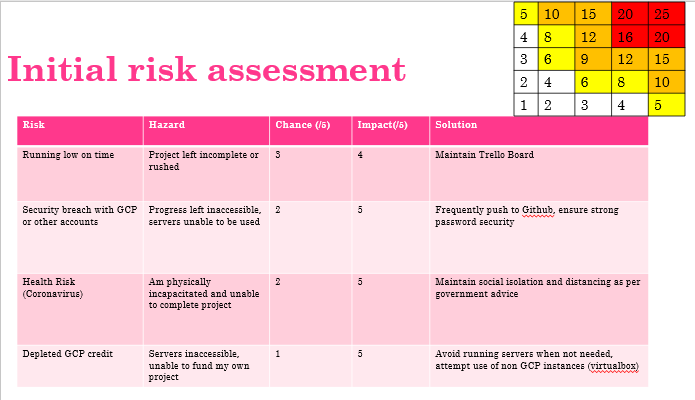 5 10 15 20 25
4 8 12 16 20
3 6 9 12 15
2 4 6 8 10
1 2 3 4 5
Initial risk assessment
Risk Hazard Chance (/5) Impact(/5) Solution
Running low on time
Project left incomplete or
rushed
3
4
Maintain Trello Board
Security breach with GCP
or other accounts
Progress left inaccessible,
servers unable to be used
2
5
Frequently push to Github, ensure strong
password security
Health Risk
(Coronavirus)
Am physically
incapacitated and unable
to complete project
2
5
Maintain social isolation and distancing as per
government advice
Depleted GCP credit
Servers inaccessible,
unable to fund my own
project
1
5
Avoid running servers when not needed,
attempt use of non GCP instances (virtualbox)